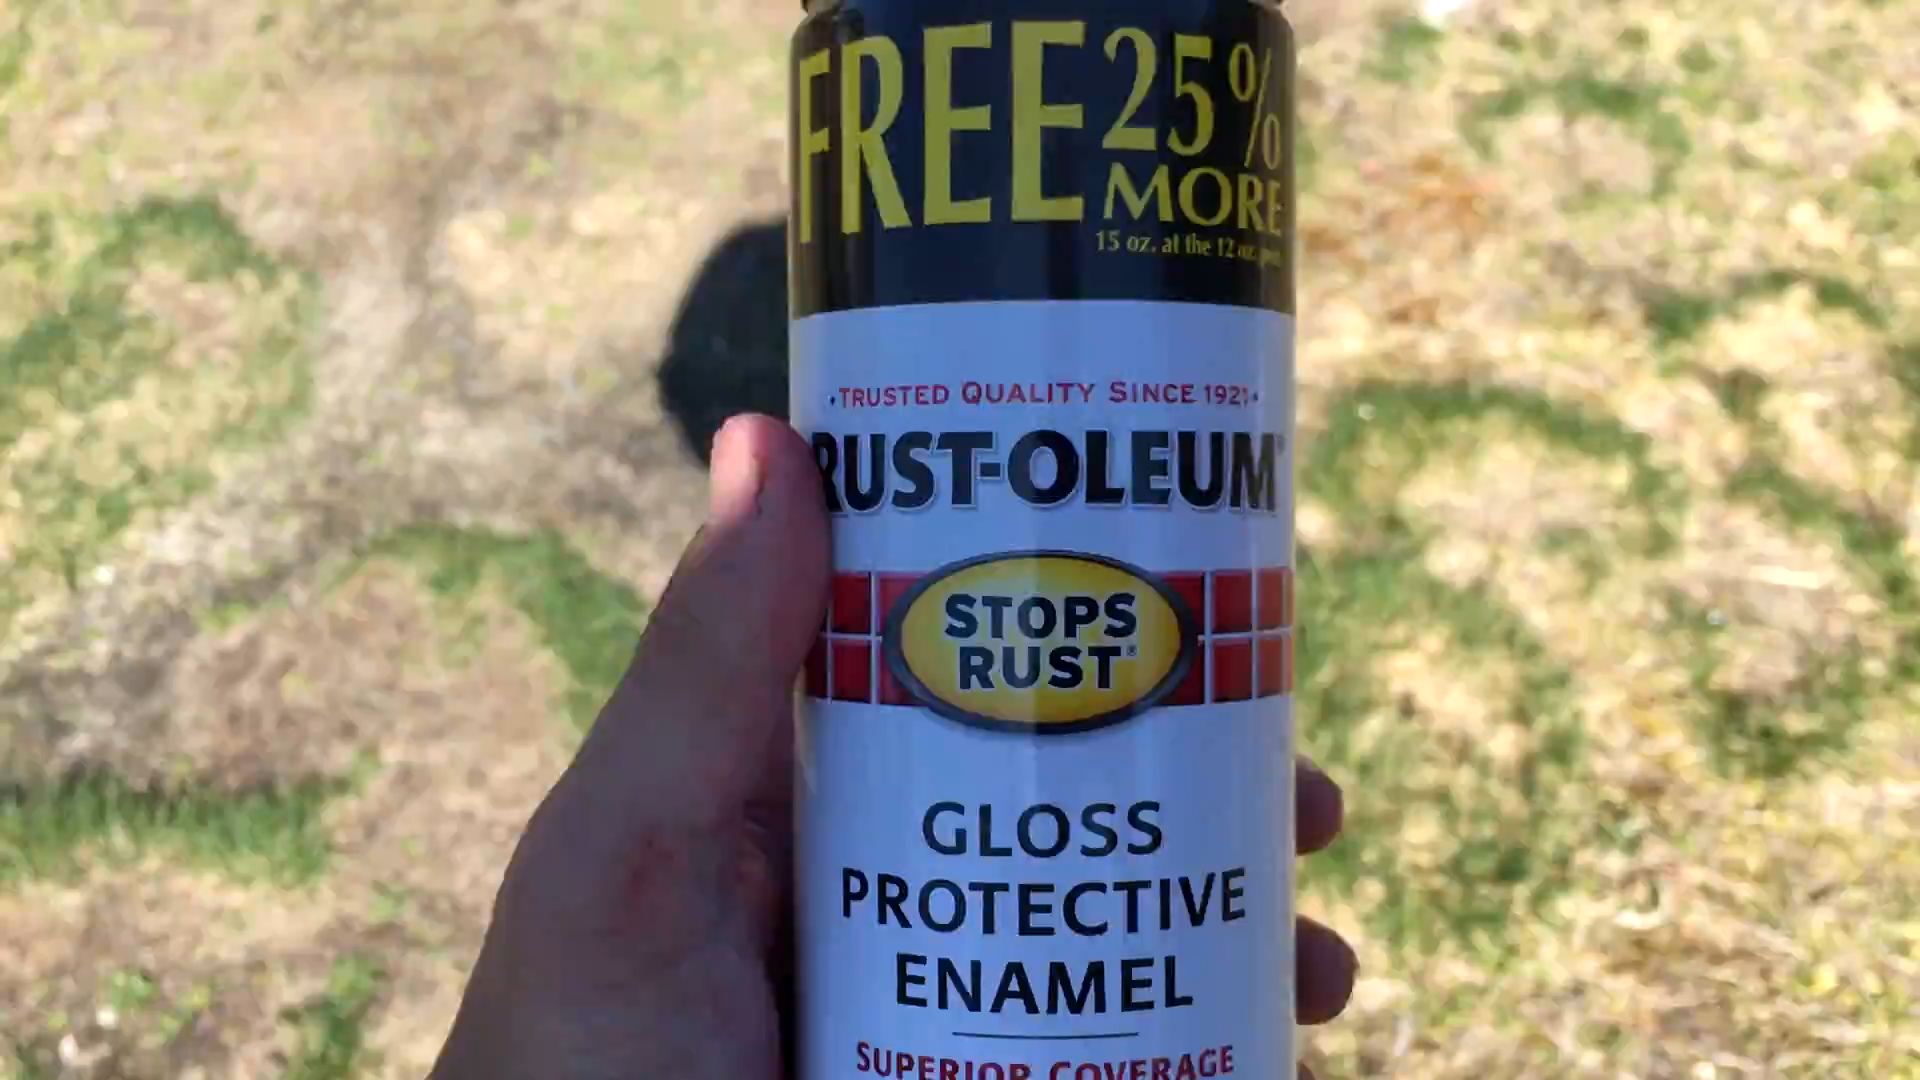 FREE 25%
MORE
15 oz. at the 12 oz.
·TRUSTED QUALITY SINCE 1921·
RUST-OLEUM®
STOPS
RUST®
GLOSS
PROTECTIVE
ENAMEL
SUPERIOR COVERAGE